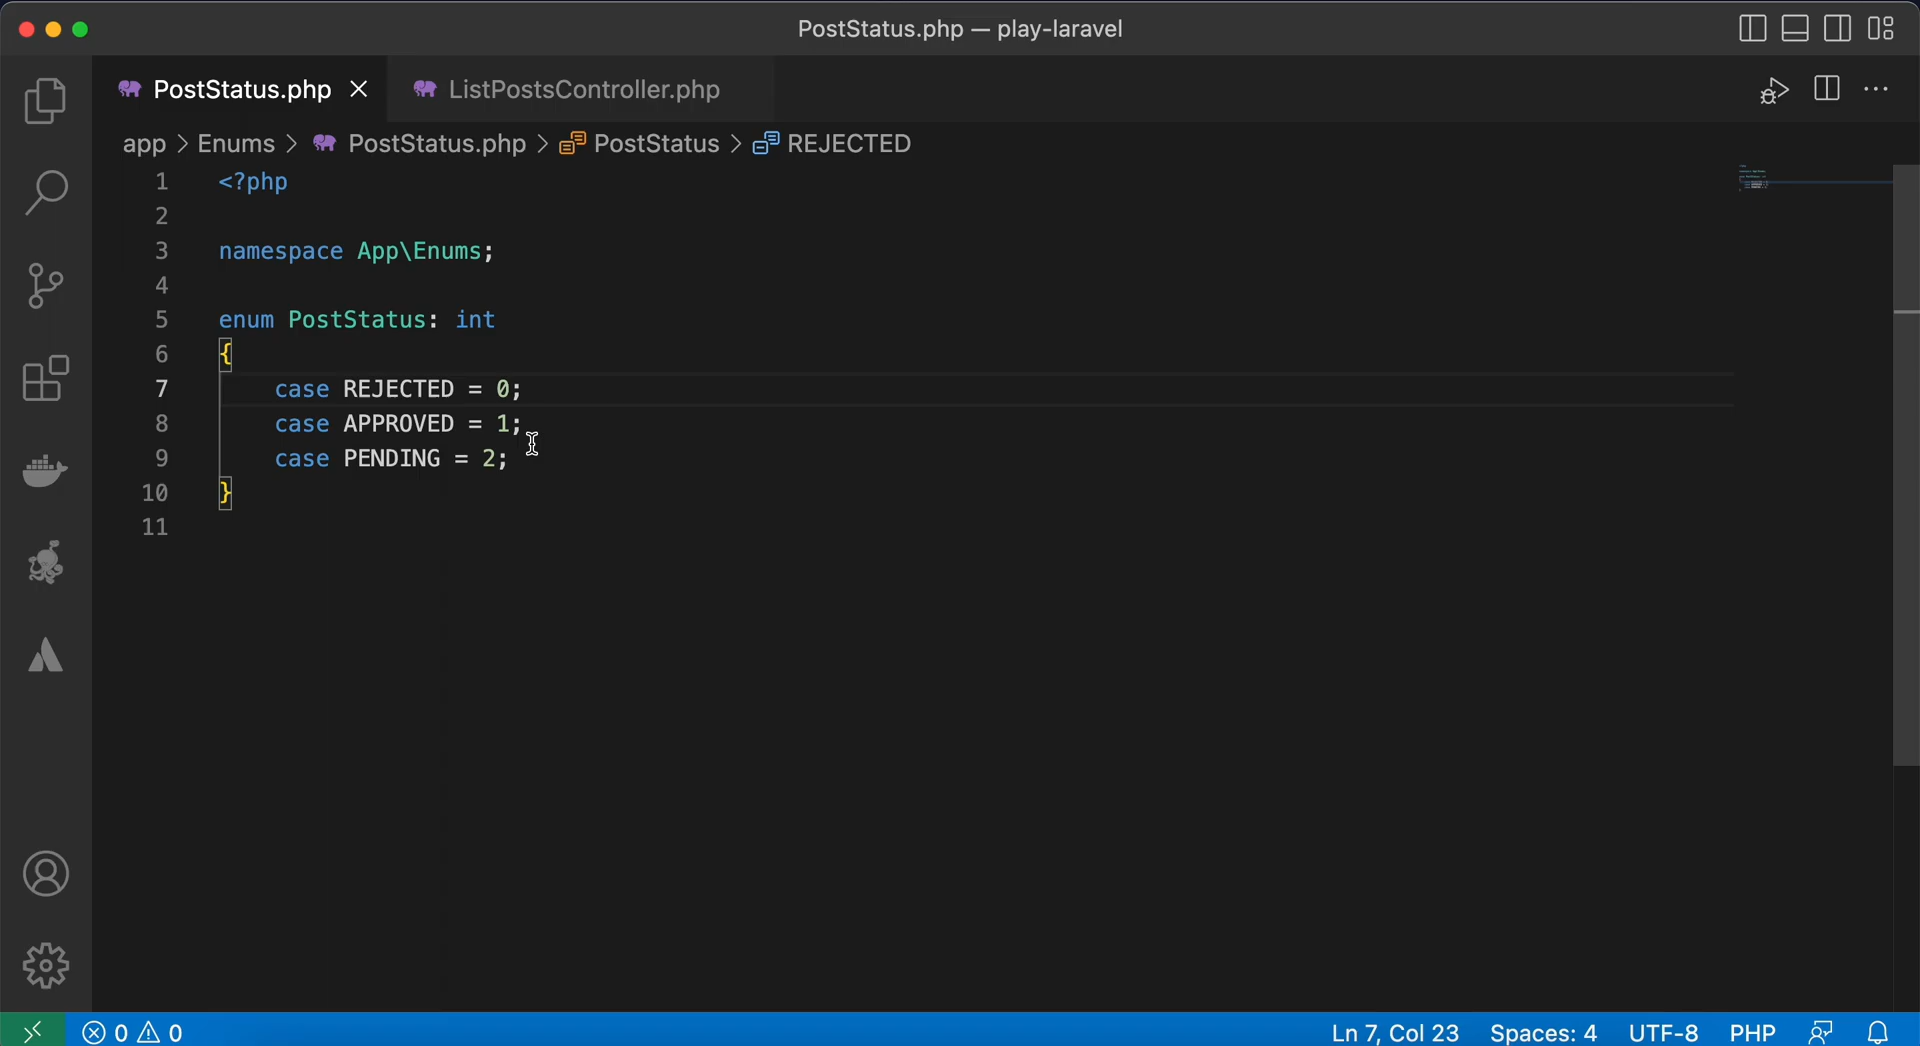 PostStatus.php — play-laravel
PostStatus.php ListPostsController.php
app > Enums > PostStatus.php > PostStatus > REJECTED
1 <?php
2
3 namespace App\Enums;
4
5 enum PostStatus: int
6 {
7     case REJECTED = 0;
8     case APPROVED = 1;
9     case PENDING = 2;
10 }
11
0 0 Ln 7, Col 23 Spaces: 4 UTF-8 PHP